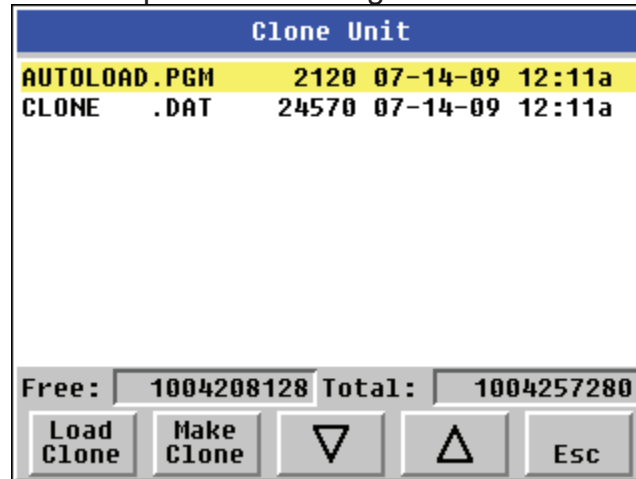 Clone Unit
AUTOLOAD.PGM 2120 07-14-09 12:11a
CLONE .DAT 24570 07-14-09 12:11a
Free: 1004208128 Total: 1004257280
Load Clone
Make Clone
Esc